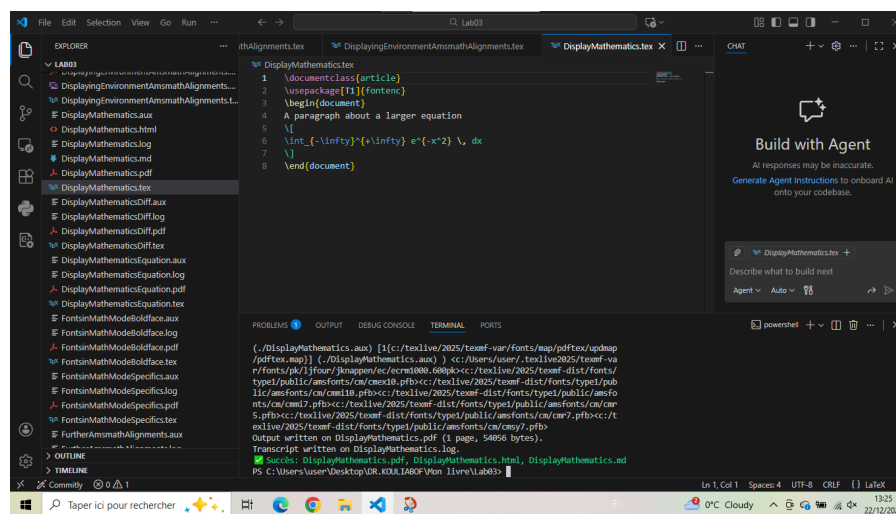 File Edit Selection View Go Run ··· Lab03
EXPLORER ···
LAB03
DisplayingEnvironmentAmsmathAlignments....
DisplayingEnvironmentAmsmathAlignments....
DisplayingEnvironmentAmsmathAlignments.t...
DisplayMathematics.aux
DisplayMathematics.html
DisplayMathematics.log
DisplayMathematics.md
DisplayMathematics.pdf
DisplayMathematics.tex
DisplayMathematicsDiff.aux
DisplayMathematicsDiff.log
DisplayMathematicsDiff.pdf
DisplayMathematicsDiff.tex
DisplayMathematicsEquation.aux
DisplayMathematicsEquation.log
DisplayMathematicsEquation.pdf
DisplayMathematicsEquation.tex
FontsinMathModeBoldface.aux
FontsinMathModeBoldface.log
FontsinMathModeBoldface.pdf
FontsinMathModeBoldface.tex
FontsinMathModeSpecifics.aux
FontsinMathModeSpecifics.log
FontsinMathModeSpecifics.pdf
FontsinMathModeSpecifics.tex
FurtherAmsmathAlignments.aux
OUTLINE
TIMELINE
thAlignments.tex DisplayingEnvironmentAmsmathAlignments.tex DisplayMathematics.tex ···
DisplayMathematics.tex
1 \documentclass{article}
2 \usepackage[T1]{fontenc}
3 \begin{document}
4 A paragraph about a larger equation
5 \[
6 \int_{-\infty}^{+\infty} e^{-x^2} \, dx
7 \]
8 \end{document}
CHAT
Build with Agent
AI responses may be inaccurate.
Generate Agent Instructions to onboard AI
onto your codebase.
DisplayMathematics.tex
Describe what to build next
Agent Auto
PROBLEMS 1 OUTPUT DEBUG CONSOLE TERMINAL PORTS powershell
(./DisplayMathematics.aux) [1{c:/texlive/2025/texmf-var/fonts/map/pdftex/updmap
/pdftex.map}] (./DisplayMathematics.aux) ) <c:/Users/user/.texlive2025/texmf-va
r/fonts/pk/ljfour/jknappen/ec/ecrm1000.600pk><c:/texlive/2025/texmf-dist/fonts/
type1/public/amsfonts/cm/cmex10.pfb><c:/texlive/2025/texmf-dist/fonts/type1/pub
lic/amsfonts/cm/cmmi10.pfb><c:/texlive/2025/texmf-dist/fonts/type1/public/amsfo
nts/cm/cmmi7.pfb><c:/texlive/2025/texmf-dist/fonts/type1/public/amsfonts/cm/cmr
5.pfb><c:/texlive/2025/texmf-dist/fonts/type1/public/amsfonts/cm/cmr7.pfb><c:/t
exlive/2025/texmf-dist/fonts/type1/public/amsfonts/cm/cmsy7.pfb>
Output written on DisplayMathematics.pdf (1 page, 54056 bytes).
Transcript written on DisplayMathematics.log.
✅ Succès: DisplayMathematics.pdf, DisplayMathematics.html, DisplayMathematics.md
PS C:\Users\user\Desktop\DR.KOULIABOF\Mon livre\Lab03>
Commitly 0 1 Ln 1, Col 1 Spaces: 4 UTF-8 CRLF {} LaTeX
Taper ici pour rechercher EN 0°C Cloudy 13:25